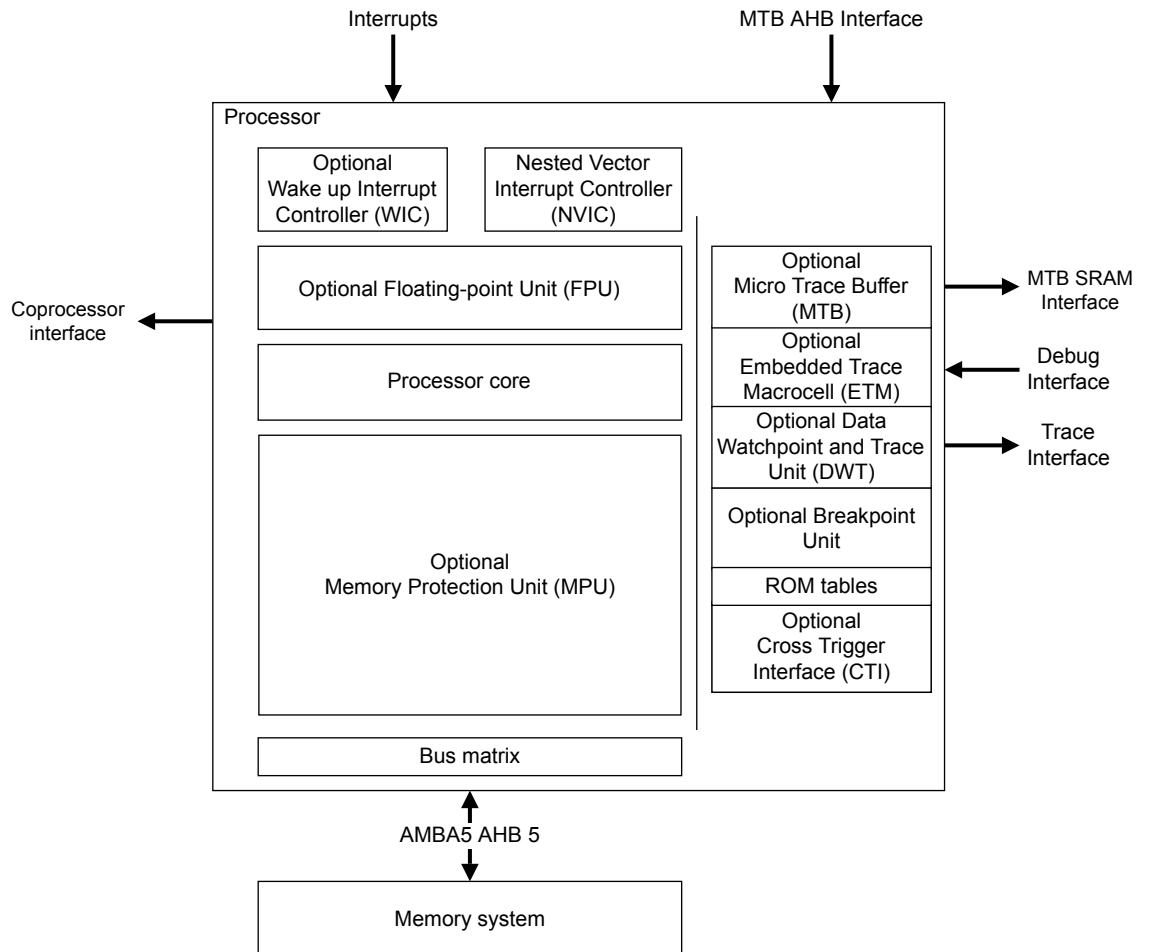 Interrupts
MTB AHB Interface
Processor
Optional
Wake up Interrupt
Controller (WIC)
Nested Vector
Interrupt Controller
(NVIC)
Optional Floating-point Unit (FPU)
Processor core
Optional
Memory Protection Unit (MPU)
Bus matrix
Optional
Micro Trace Buffer
(MTB)
Optional
Embedded Trace
Macrocell (ETM)
Optional Data
Watchpoint and Trace
Unit (DWT)
Optional Breakpoint
Unit
ROM tables
Optional
Cross Trigger
Interface (CTI)
Coprocessor
interface
MTB SRAM
Interface
Debug
Interface
Trace
Interface
AMBA5 AHB 5
Memory system